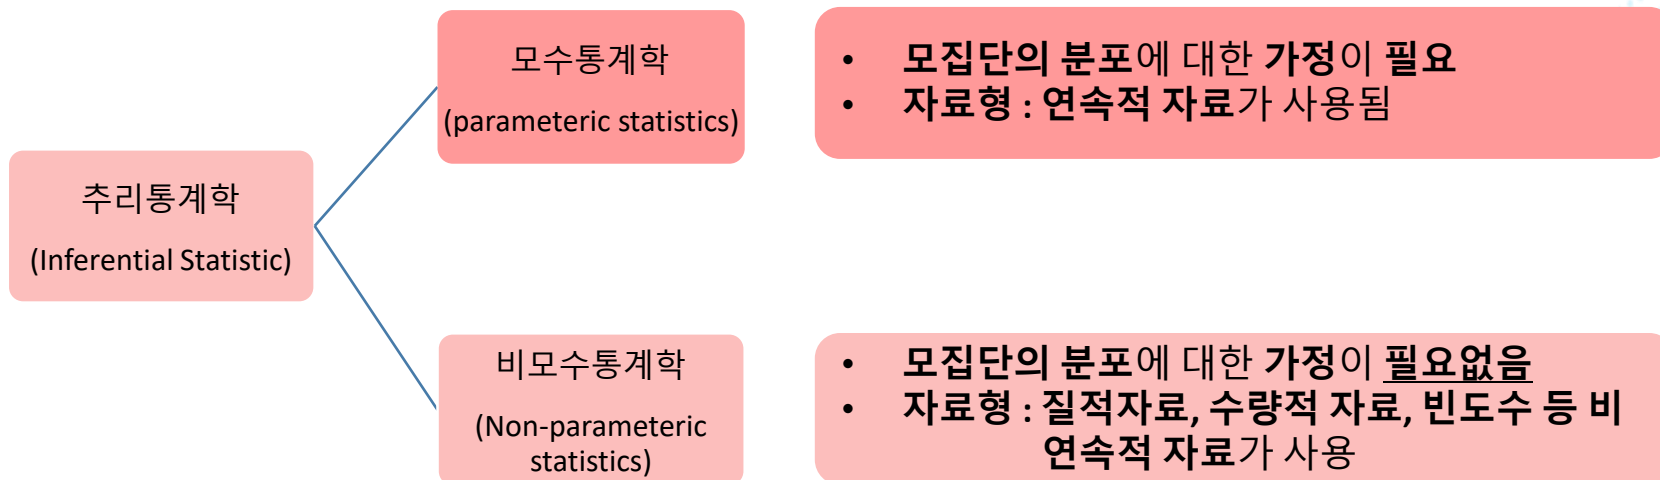 추리통계학
(Inferential Statistic)
모수통계학
(parameteric statistics)
• 모집단의 분포에 대한 가정이 필요
• 자료형 : 연속적 자료가 사용됨
비모수통계학
(Non-parameteric
statistics)
• 모집단의 분포에 대한 가정이 필요없음
• 자료형 : 질적자료, 수량적 자료, 빈도수 등 비
연속적 자료가 사용